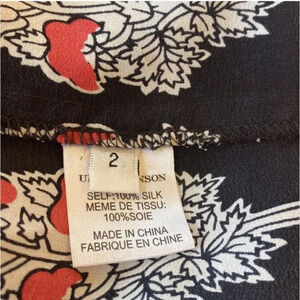 2
SELF:100% SILK
MEME DE TISSU:
100%SOIE
MADE IN CHINA
FABRIQUE EN CHINE